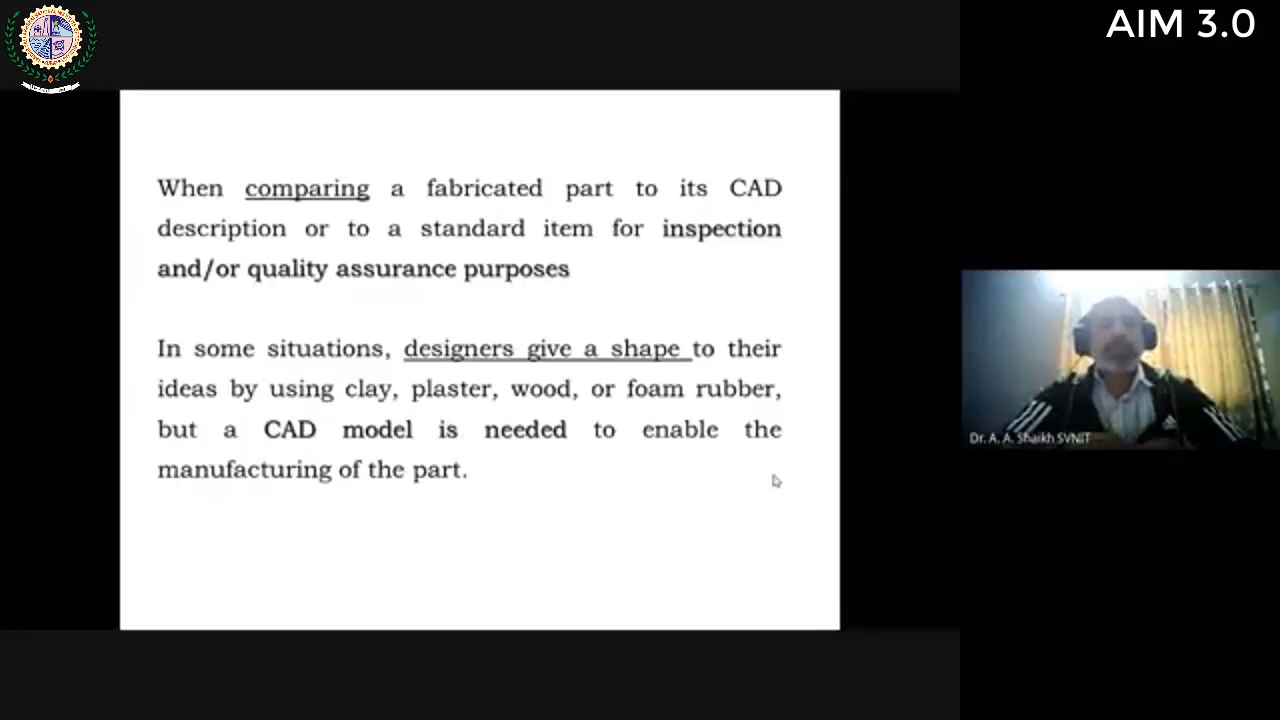 AIM 3.0
When comparing a fabricated part to its CAD
description or to a standard item for inspection
and/or quality assurance purposes
In some situations, designers give a shape to their
ideas by using clay, plaster, wood, or foam rubber,
but a CAD model is needed to enable the
manufacturing of the part.
Dr. A. A. Shaikh SVNIT